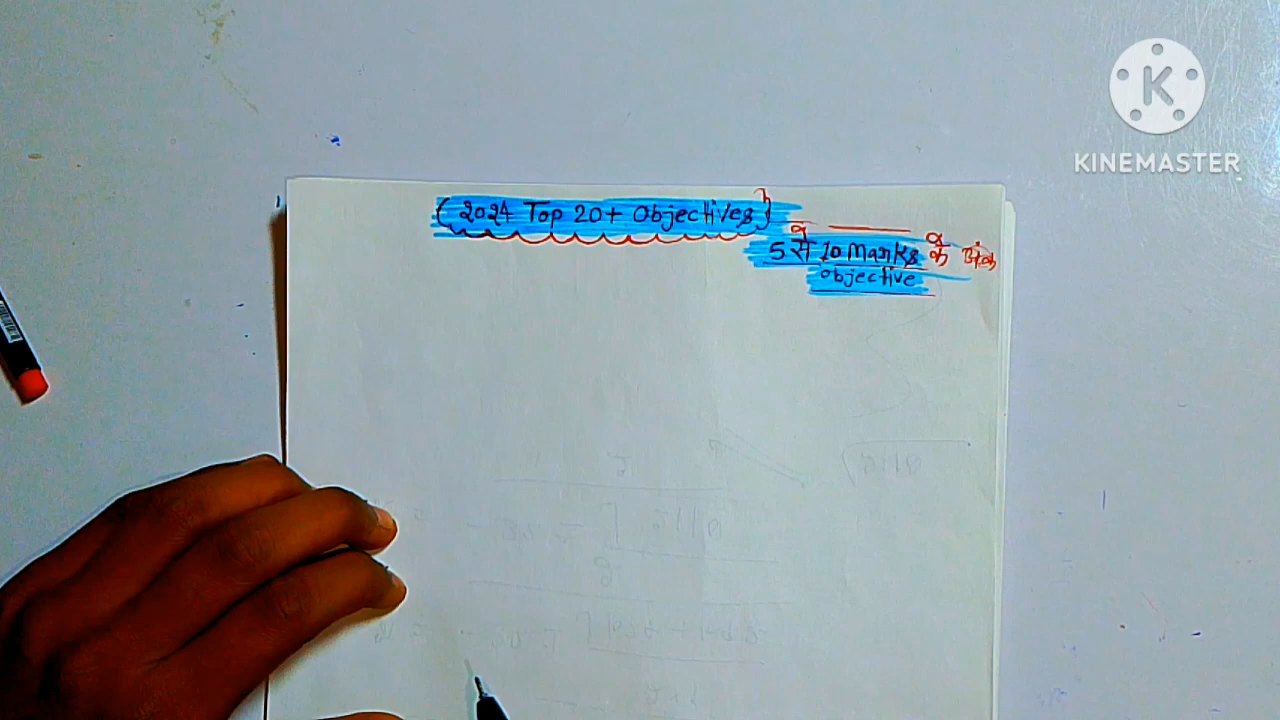 ( 2024 Top 20+ Objectives )
5 से 10 Marks के अंक
objective
KINEMASTER